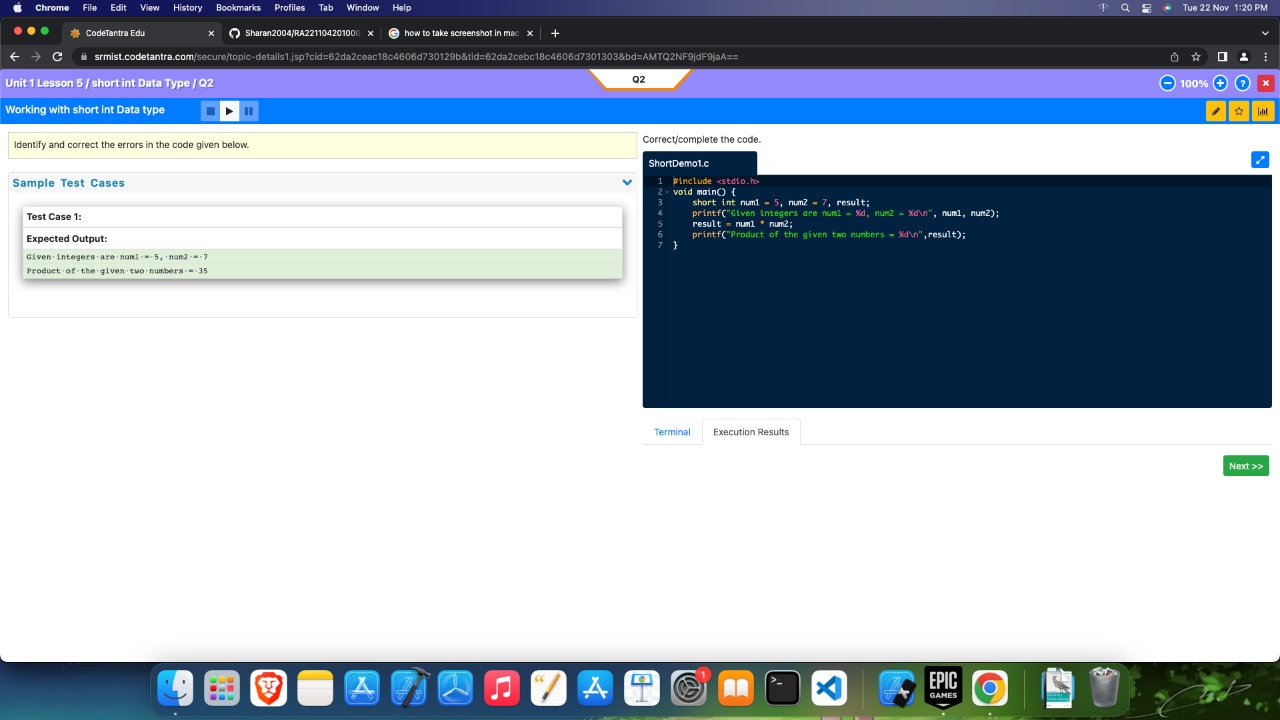 Chrome File Edit View History Bookmarks Profiles Tab Window Help Tue 22 Nov 1:20 PM
CodeTantra Edu Sharan2004/RA221104201000 how to take screenshot in mac
srmist.codetantra.com/secure/topic-details1.jsp?cid=62da2ceac18c4606d730129b&tid=62da2cebc18c4606d7301303&bd=AMTQ2NF9jdF9jaA==
Unit 1 Lesson 5 / short int Data Type / Q2 Q2 100% ?
Working with short int Data type
Identify and correct the errors in the code given below.
Sample Test Cases
Test Case 1:
Expected Output:
Given·integers·are·num1·=·5,·num2·=·7
Product·of·the·given·two·numbers·=·35
Correct/complete the code.
ShortDemo1.c
1 #include <stdio.h>
2 void main() {
3 short int num1 = 5, num2 = 7, result;
4 printf("Given integers are num1 = %d, num2 = %d\n", num1, num2);
5 result = num1 * num2;
6 printf("Product of the given two numbers = %d\n",result);
7 }
Terminal Execution Results
Next >>
1
EPIC
GAMES